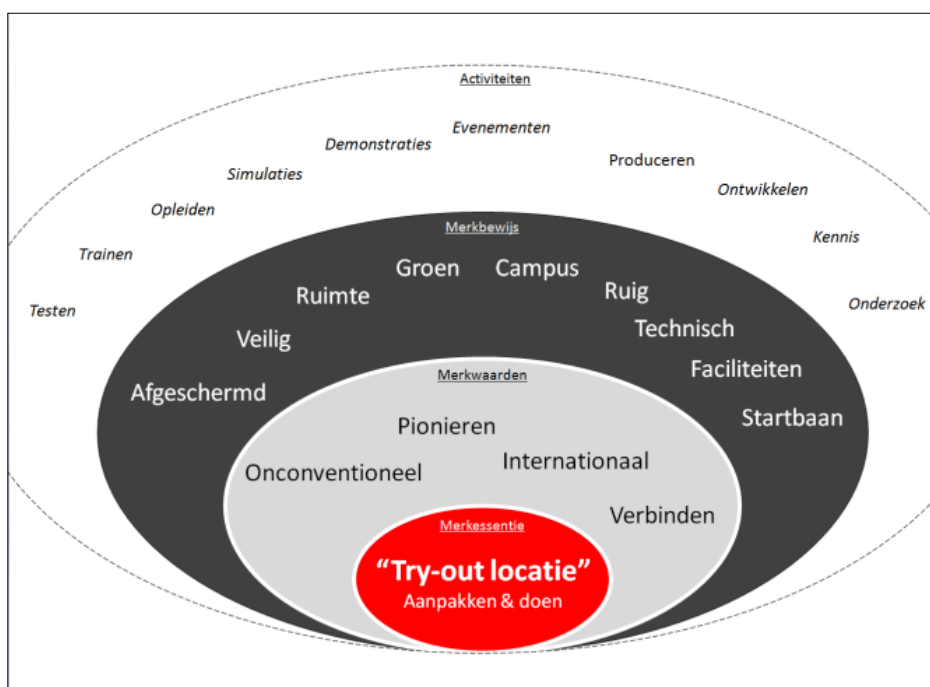 Activiteiten
Testen
Trainen
Opleiden
Simulaties
Demonstraties
Evenementen
Produceren
Ontwikkelen
Kennis
Onderzoek
Merkbewijs
Afgeschermd
Veilig
Ruimte
Groen
Campus
Ruig
Technisch
Faciliteiten
Startbaan
Merkwaarden
Onconventioneel
Pionieren
Internationaal
Verbinden
Merkessentie
“Try-out locatie”
Aanpakken & doen